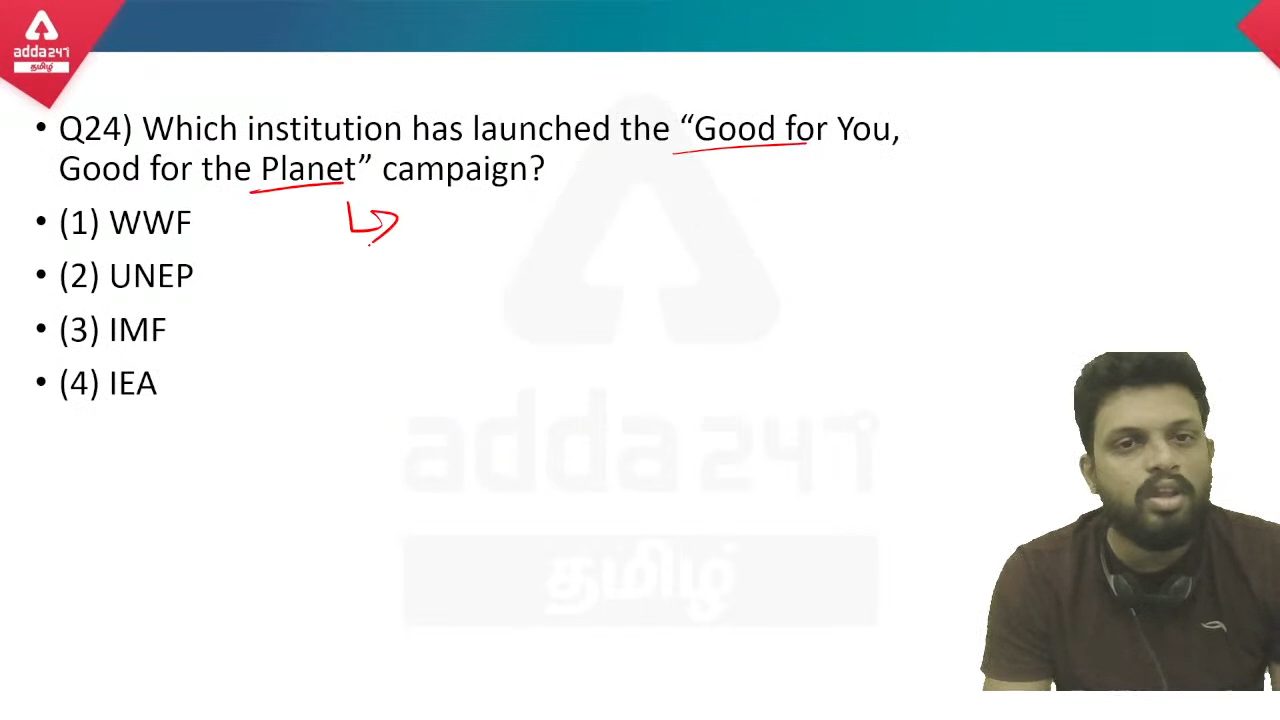 adda247
தமிழ்
• Q24) Which institution has launched the “Good for You,
Good for the Planet” campaign?
• (1) WWF
• (2) UNEP
• (3) IMF
• (4) IEA
adda247
தமிழ்